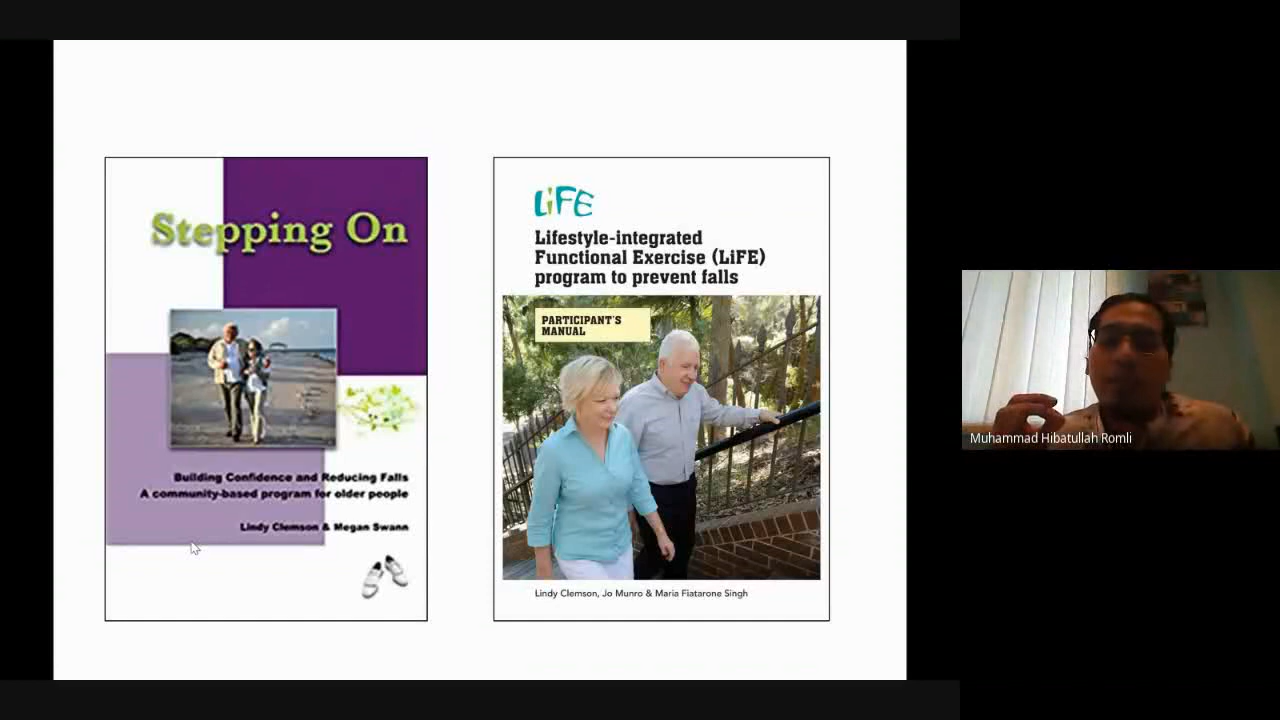 Stepping On
Building Confidence and Reducing Falls
A community-based program for older people
Lindy Clemson & Megan Swann
LiFE
Lifestyle-integrated
Functional Exercise (LiFE)
program to prevent falls
PARTICIPANT'S
MANUAL
Lindy Clemson, Jo Munro & Maria Fiatarone Singh
Muhammad Hibatullah Romli